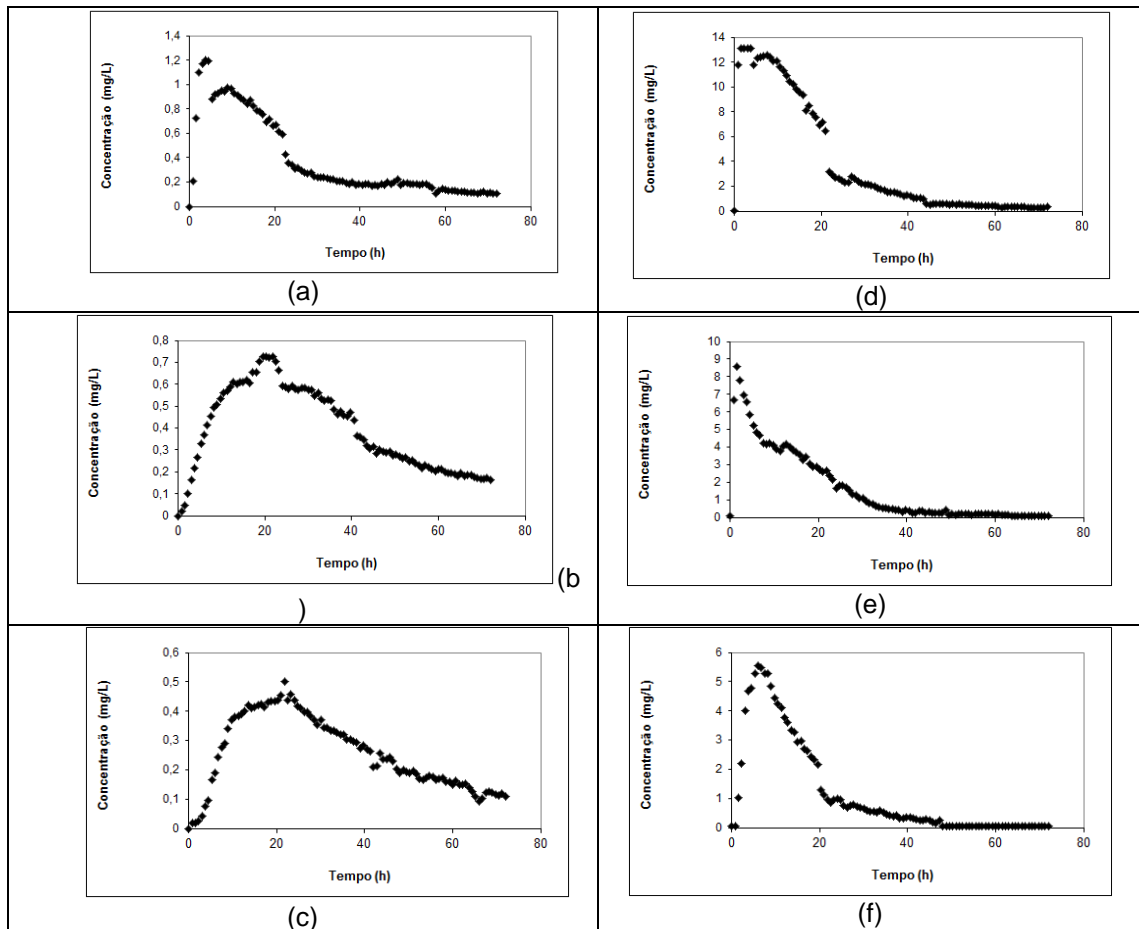 Concentração (mg/L)
1,4
1,2
1
0,8
0,6
0,4
0,2
0
0 20 40 60 80
Tempo (h)
(a)
Concentração (mg/L)
14
12
10
8
6
4
2
0
0 20 40 60 80
Tempo (h)
(d)
Concentração (mg/L)
0,8
0,7
0,6
0,5
0,4
0,3
0,2
0,1
0
0 20 40 60 80
Tempo (h)
(b
)
Concentração (mg/L)
10
9
8
7
6
5
4
3
2
1
0
0 20 40 60 80
Tempo (h)
(e)
Concentração (mg/L)
0,6
0,5
0,4
0,3
0,2
0,1
0
0 20 40 60 80
Tempo (h)
(c)
Concentração (mg/L)
6
5
4
3
2
1
0
0 20 40 60 80
Tempo (h)
(f)